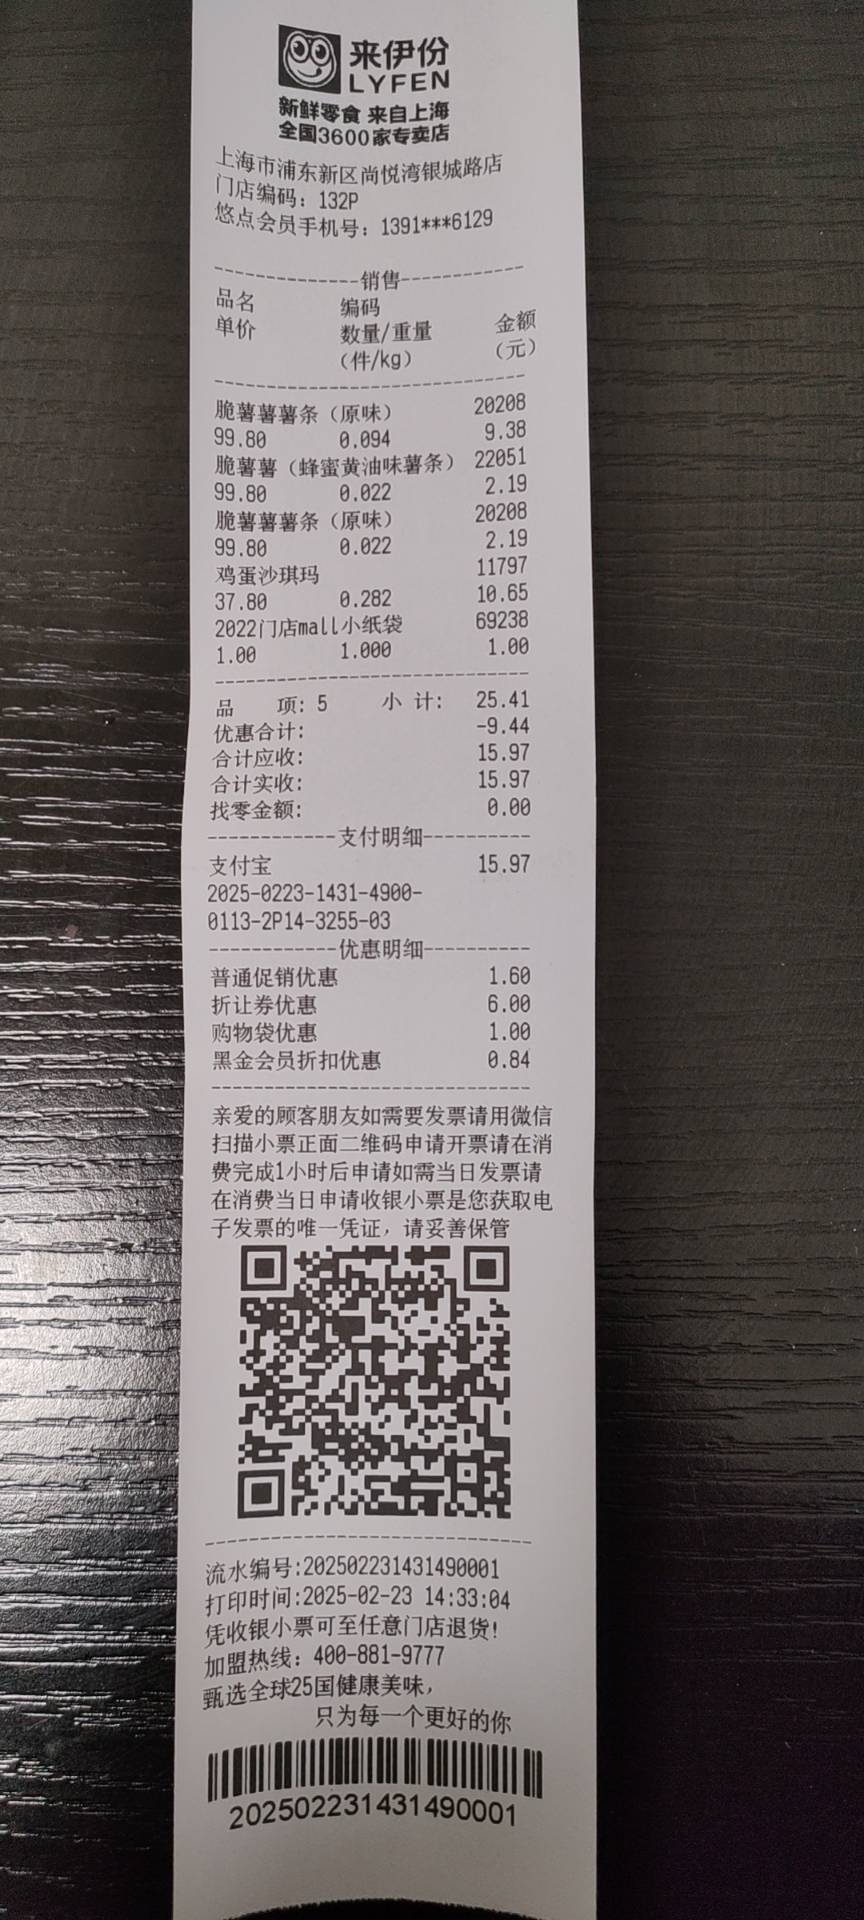 来伊份
LYFEN
新鲜零食 来自上海
全国3600家专卖店
上海市浦东新区尚悦湾银城路店
门店编码：132P
悠点会员手机号：1391***6129
--------------销售------------
品名 编码
单价 数量/重量 金额
（件/kg） （元）
------------------------------
脆薯薯薯条（原味） 20208
99.80 0.094 9.38
脆薯薯（蜂蜜黄油味薯条） 22051
99.80 0.022 2.19
脆薯薯薯条（原味） 20208
99.80 0.022 2.19
鸡蛋沙琪玛 11797
37.80 0.282 10.65
2022门店mall小纸袋 69238
1.00 1.000 1.00
------------------------------
品 项: 5 小 计: 25.41
优惠合计: -9.44
合计应收: 15.97
合计实收: 15.97
找零金额: 0.00
------------支付明细----------
支付宝 15.97
2025-0223-1431-4900-
0113-2P14-3255-03
------------优惠明细----------
普通促销优惠 1.60
折让券优惠 6.00
购物袋优惠 1.00
黑金会员折扣优惠 0.84
------------------------------
亲爱的顾客朋友如需要发票请用微信
扫描小票正面二维码申请开票请在消
费完成1小时后申请如需当日发票请
在消费当日申请收银小票是您获取电
子发票的唯一凭证，请妥善保管
------------------------------
流水编号:202502231431490001
打印时间:2025-02-23 14:33:04
凭收银小票可至任意门店退货!
加盟热线：400-881-9777
甄选全球25国健康美味，
只为每一个更好的你
202502231431490001